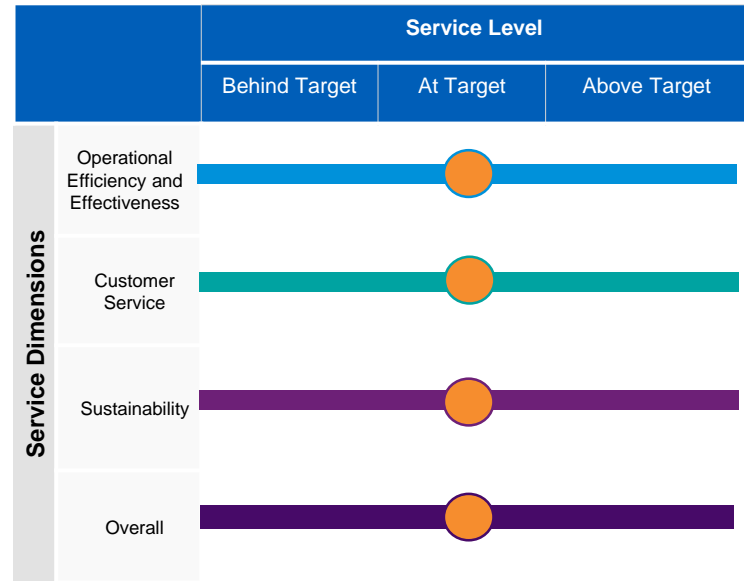 Service Level
Behind Target
At Target
Above Target
Service Dimensions
Operational
Efficiency and
Effectiveness
Customer
Service
Sustainability
Overall